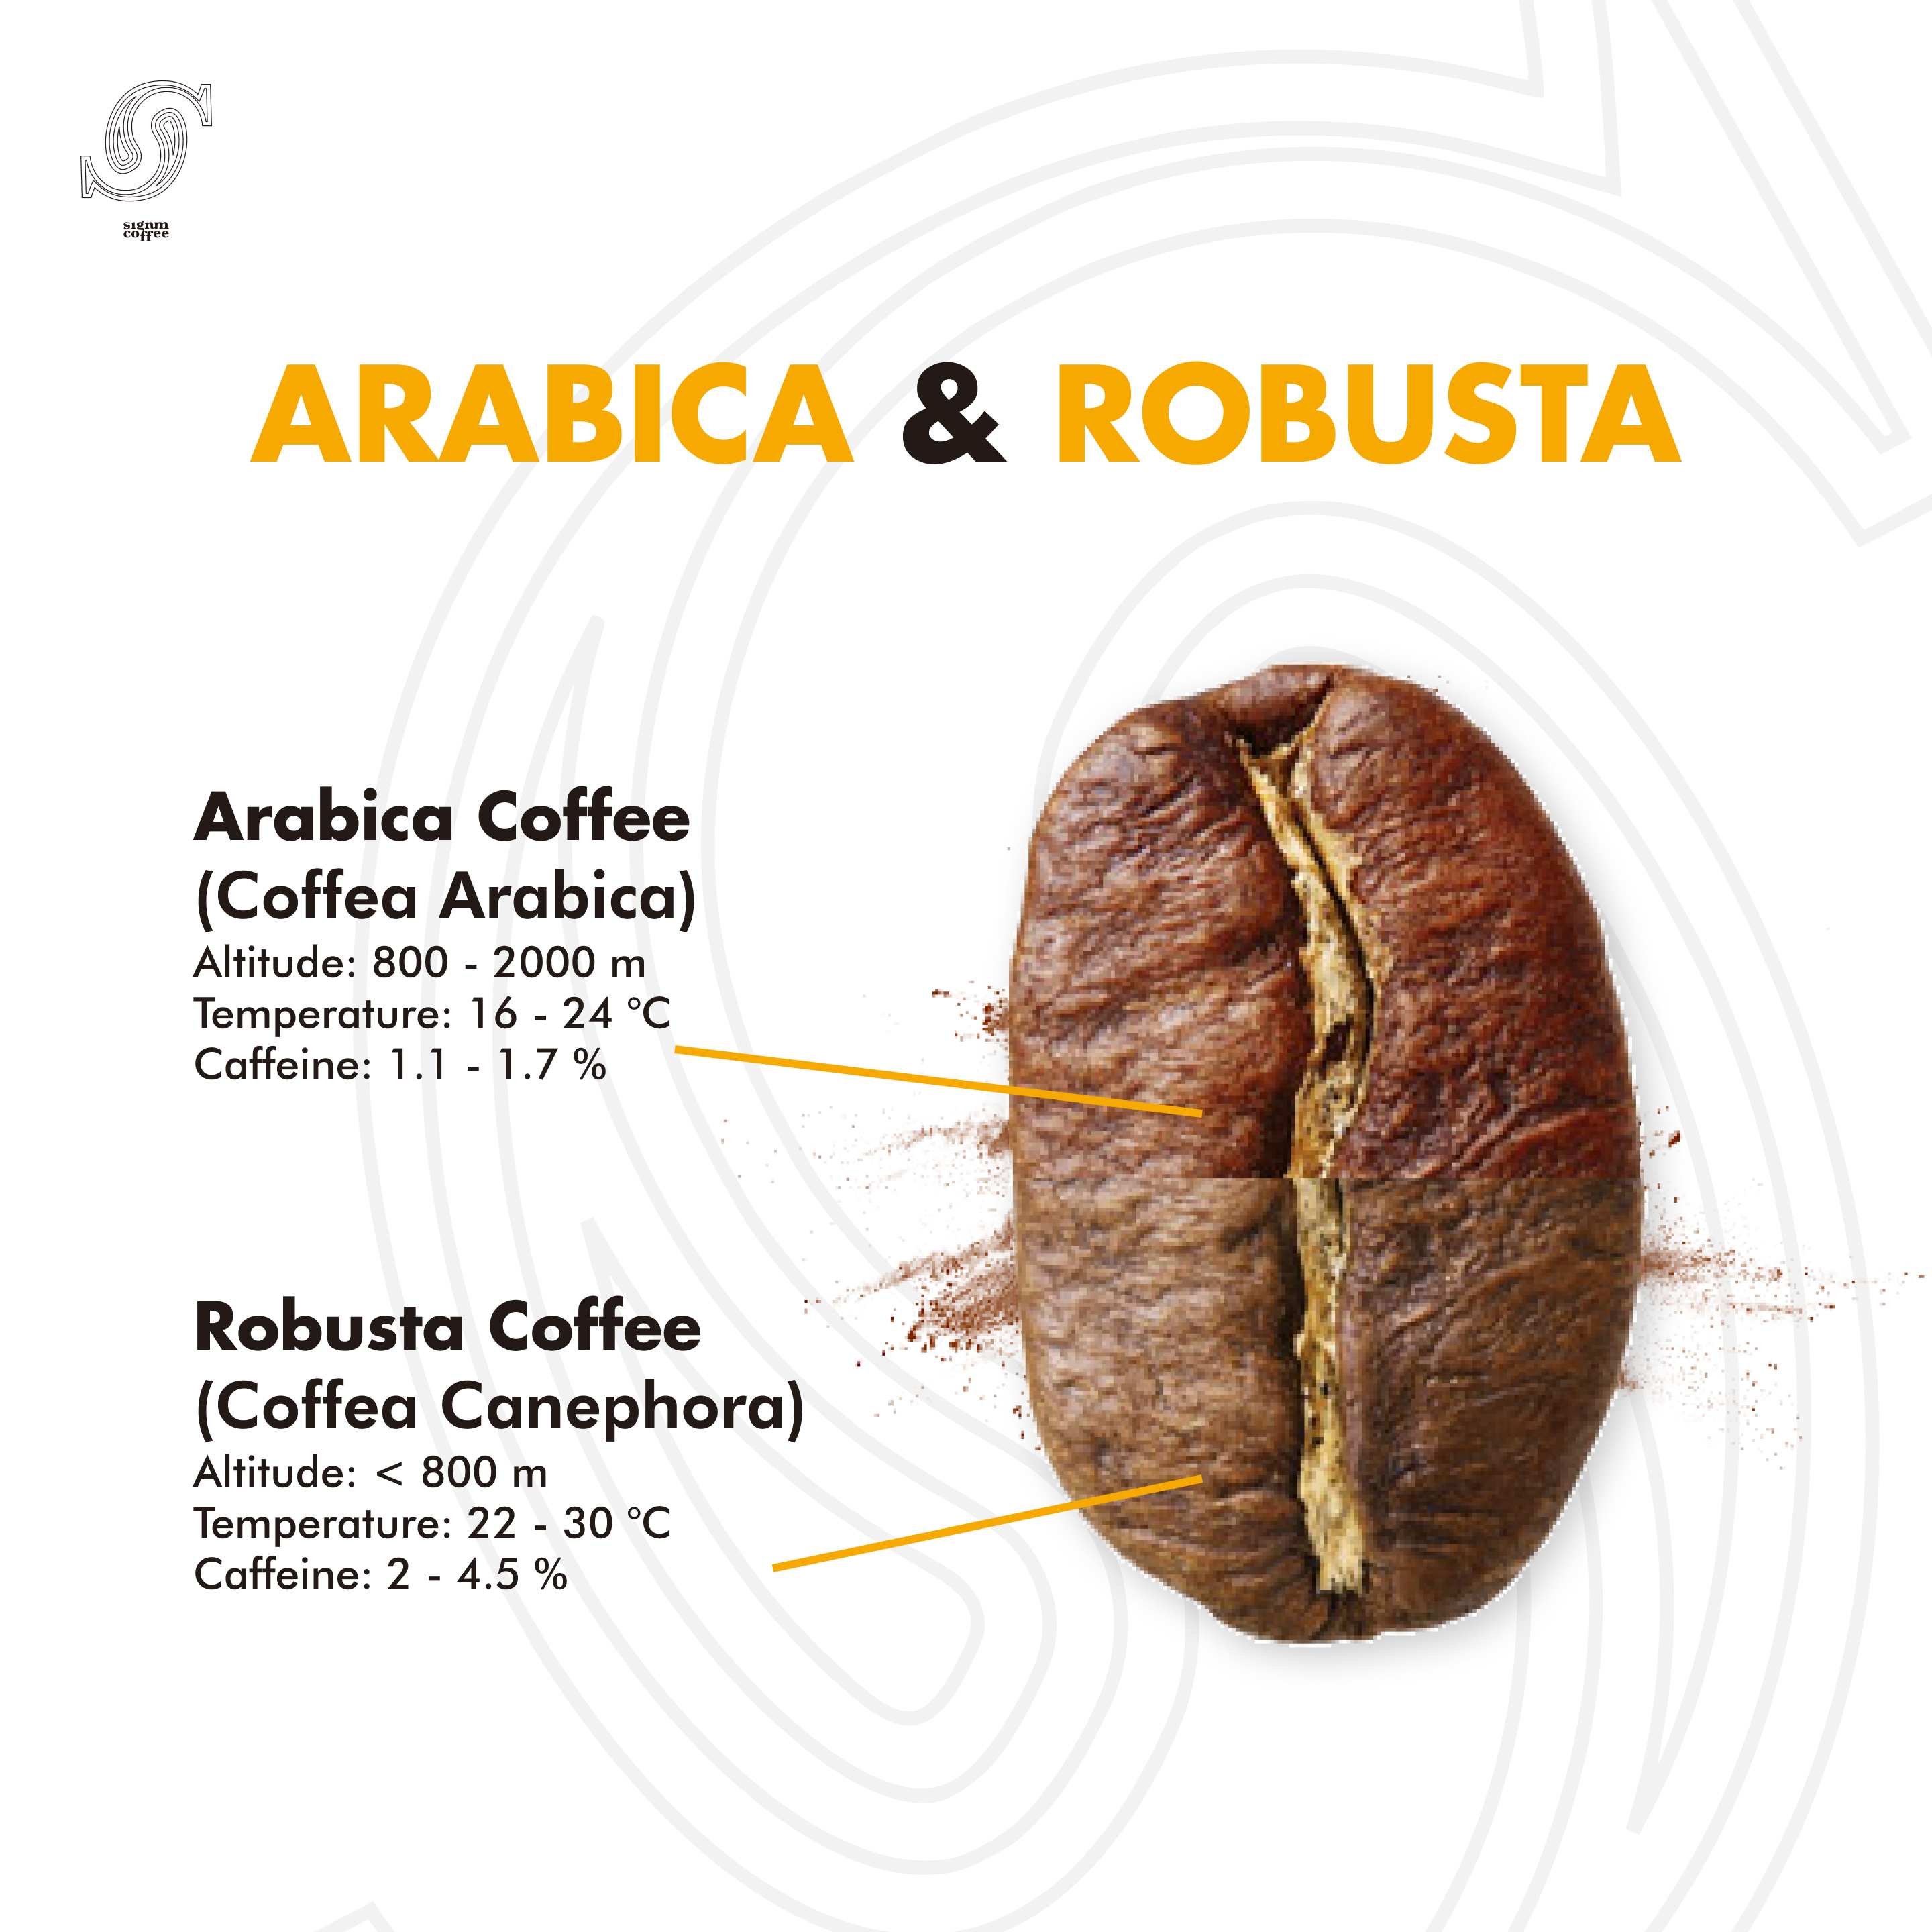 sıgnm
coffee
ARABICA & ROBUSTA
Arabica Coffee
(Coffea Arabica)
Altitude: 800 - 2000 m
Temperature: 16 - 24 °C
Caffeine: 1.1 - 1.7 %
Robusta Coffee
(Coffea Canephora)
Altitude: < 800 m
Temperature: 22 - 30 °C
Caffeine: 2 - 4.5 %